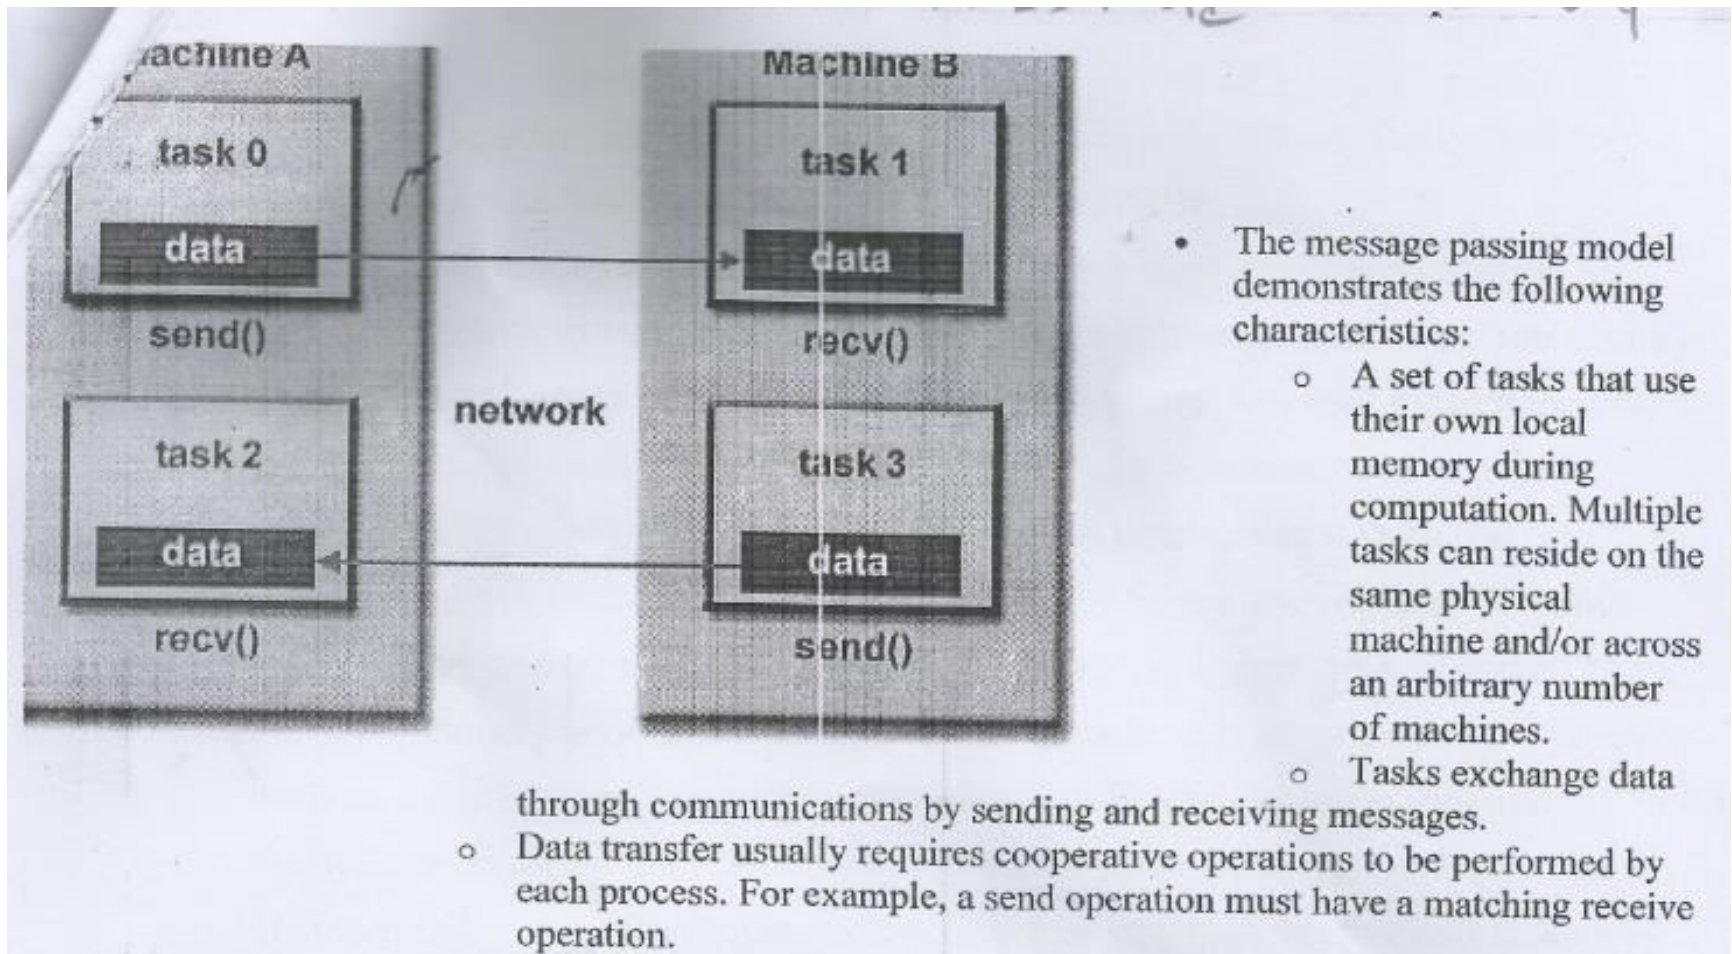 achine A
Machine B
task 0
task 1
data
data
send()
recv()
network
task 2
task 3
data
data
recv()
send()
• The message passing model
demonstrates the following
characteristics:
o A set of tasks that use
their own local
memory during
computation. Multiple
tasks can reside on the
same physical
machine and/or across
an arbitrary number
of machines.
o Tasks exchange data
through communications by sending and receiving messages.
o Data transfer usually requires cooperative operations to be performed by
each process. For example, a send operation must have a matching receive
operation.